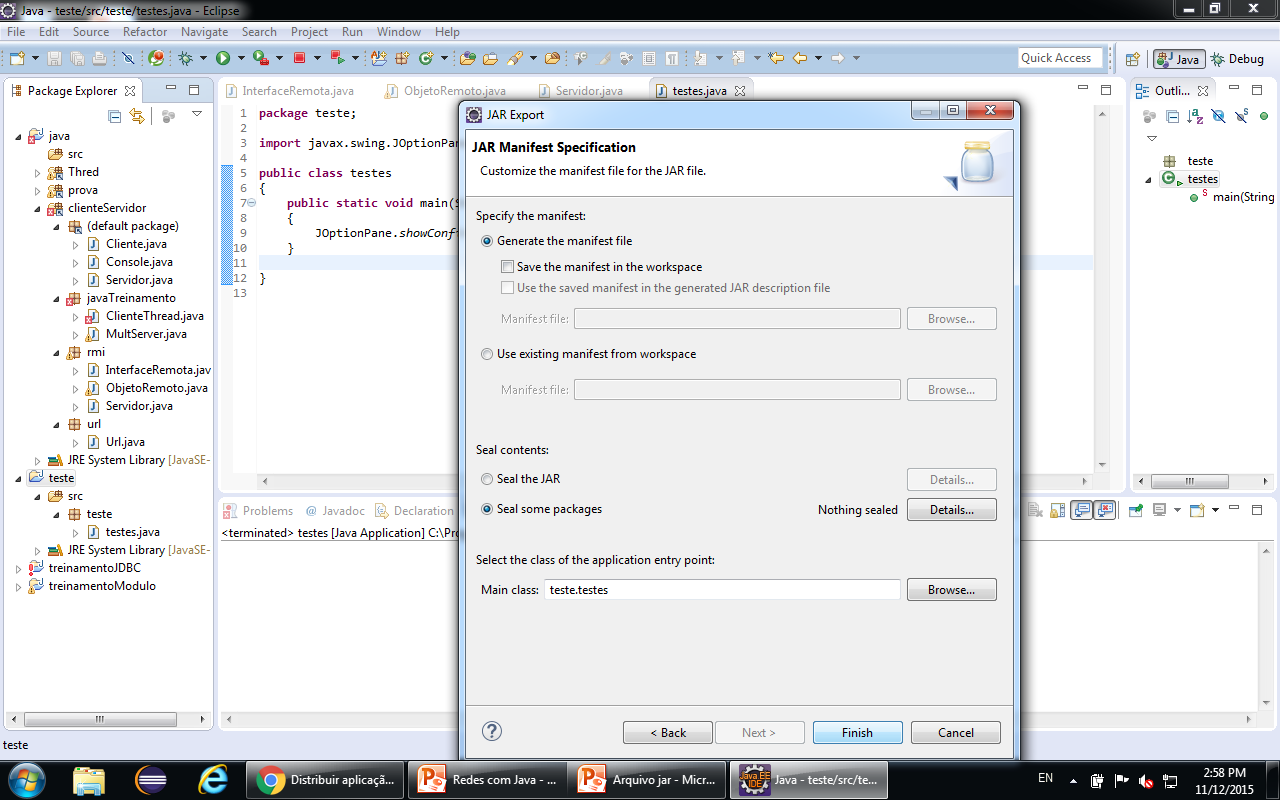 Java - teste/src/teste/testes.java - Eclipse
File Edit Source Refactor Navigate Search Project Run Window Help
Quick Access
Java
Debug
Package Explorer
java
src
Thred
prova
clienteServidor
(default package)
Cliente.java
Console.java
Servidor.java
javaTreinamento
ClienteThread.java
MultServer.java
rmi
InterfaceRemota.jav
ObjetoRemoto.java
Servidor.java
url
Url.java
JRE System Library [JavaSE-
teste
src
teste
testes.java
JRE System Library [JavaSE-
treinamentoJDBC
treinamentoModulo
InterfaceRemota.java
ObjetoRemoto.java
Servidor.java
testes.java
1 package teste;
2
3 import javax.swing.JOptionPan
4
5 public class testes
6 {
7 public static void main(S
8 {
9 JOptionPane.showConf
10 }
11
12 }
13
Problems
@ Javadoc
Declaration
<terminated> testes [Java Application] C:\Pro
JAR Export
JAR Manifest Specification
Customize the manifest file for the JAR file.
Specify the manifest:
Generate the manifest file
Save the manifest in the workspace
Use the saved manifest in the generated JAR description file
Manifest file:
Browse...
Use existing manifest from workspace
Manifest file:
Browse...
Seal contents:
Seal the JAR
Details...
Seal some packages
Nothing sealed
Details...
Select the class of the application entry point:
Main class: teste.testes
Browse...
< Back
Next >
Finish
Cancel
Outli...
teste
testes
main(String
teste
Distribuir aplicaçã...
Redes com Java - ...
Arquivo jar - Micr...
Java - teste/src/te...
EN
2:58 PM
11/12/2015